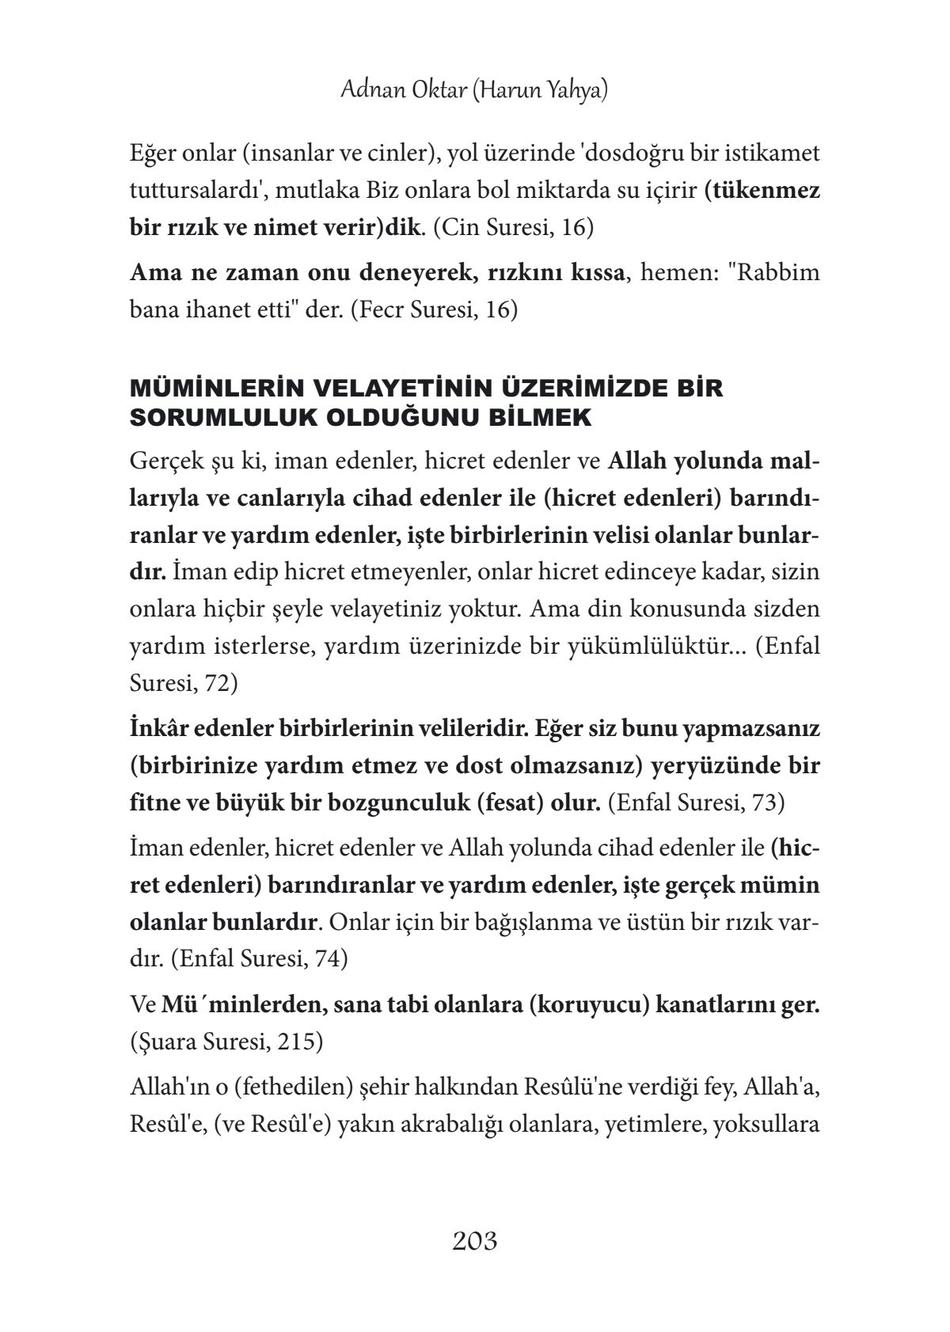 Adnan Oktar (Harun Yahya)
Eğer onlar (insanlar ve cinler), yol üzerinde 'dosdoğru bir istikamet
tuttursalardı', mutlaka Biz onlara bol miktarda su içirir (tükenmez
bir rızık ve nimet verir)dik. (Cin Suresi, 16)
Ama ne zaman onu deneyerek, rızkını kıssa, hemen: "Rabbim
bana ihanet etti" der. (Fecr Suresi, 16)
MÜMİNLERİN VELAYETİNİN ÜZERİMİZDE BİR
SORUMLULUK OLDUĞUNU BİLMEK
Gerçek şu ki, iman edenler, hicret edenler ve Allah yolunda mal-
larıyla ve canlarıyla cihad edenler ile (hicret edenleri) barındı-
ranlar ve yardım edenler, işte birbirlerinin velisi olanlar bunlar-
dır. İman edip hicret etmeyenler, onlar hicret edinceye kadar, sizin
onlara hiçbir şeyle velayetiniz yoktur. Ama din konusunda sizden
yardım isterlerse, yardım üzerinizde bir yükümlülüktür... (Enfal
Suresi, 72)
İnkâr edenler birbirlerinin velileridir. Eğer siz bunu yapmazsanız
(birbirinize yardım etmez ve dost olmazsanız) yeryüzünde bir
fitne ve büyük bir bozgunculuk (fesat) olur. (Enfal Suresi, 73)
İman edenler, hicret edenler ve Allah yolunda cihad edenler ile (hic-
ret edenleri) barındıranlar ve yardım edenler, işte gerçek mümin
olanlar bunlardır. Onlar için bir bağışlanma ve üstün bir rızık var-
dır. (Enfal Suresi, 74)
Ve Mü´minlerden, sana tabi olanlara (koruyucu) kanatlarını ger.
(Şuara Suresi, 215)
Allah'ın o (fethedilen) şehir halkından Resûlü'ne verdiği fey, Allah'a,
Resûl'e, (ve Resûl'e) yakın akrabalığı olanlara, yetimlere, yoksullara
203